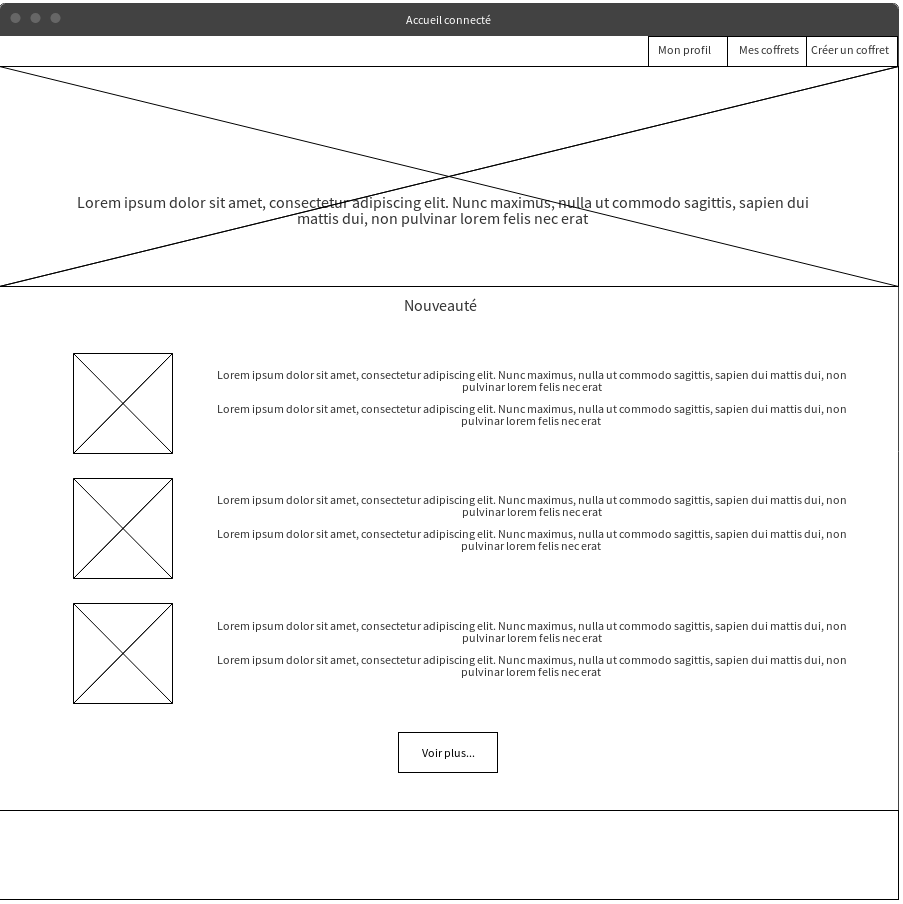 Accueil connecté
Mon profil
Mes coffrets
Créer un coffret
Lorem ipsum dolor sit amet, consectetur adipiscing elit. Nunc maximus, nulla ut commodo sagittis, sapien dui
mattis dui, non pulvinar lorem felis nec erat
Nouveauté
Lorem ipsum dolor sit amet, consectetur adipiscing elit. Nunc maximus, nulla ut commodo sagittis, sapien dui mattis dui, non
pulvinar lorem felis nec erat
Lorem ipsum dolor sit amet, consectetur adipiscing elit. Nunc maximus, nulla ut commodo sagittis, sapien dui mattis dui, non
pulvinar lorem felis nec erat
Lorem ipsum dolor sit amet, consectetur adipiscing elit. Nunc maximus, nulla ut commodo sagittis, sapien dui mattis dui, non
pulvinar lorem felis nec erat
Lorem ipsum dolor sit amet, consectetur adipiscing elit. Nunc maximus, nulla ut commodo sagittis, sapien dui mattis dui, non
pulvinar lorem felis nec erat
Lorem ipsum dolor sit amet, consectetur adipiscing elit. Nunc maximus, nulla ut commodo sagittis, sapien dui mattis dui, non
pulvinar lorem felis nec erat
Lorem ipsum dolor sit amet, consectetur adipiscing elit. Nunc maximus, nulla ut commodo sagittis, sapien dui mattis dui, non
pulvinar lorem felis nec erat
Voir plus...